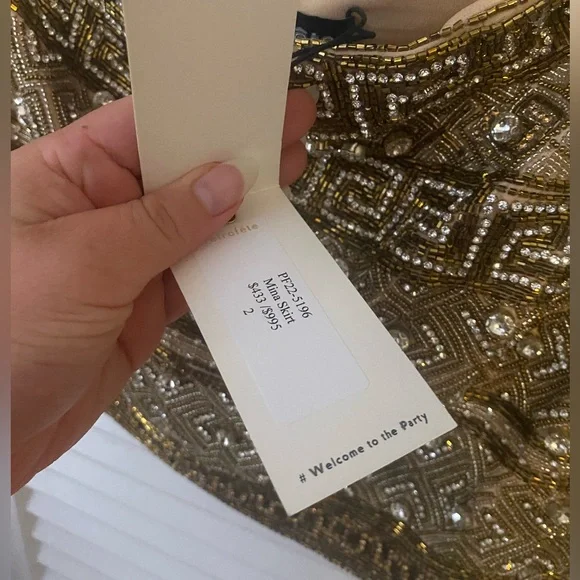 PF22-5196
Mina Skirt
$433 /$995
2
# Welcome to the Party